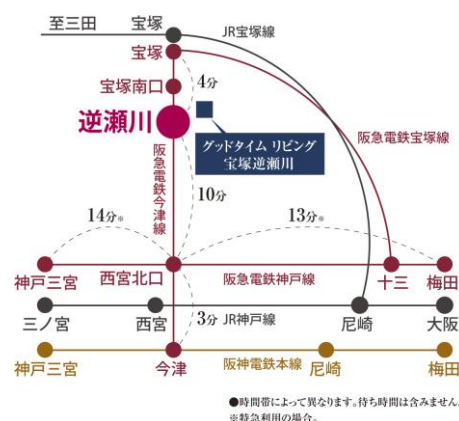 至三田
宝塚
JR宝塚線
宝塚
4分
宝塚南口
逆瀬川
グッドタイム リビング
宝塚逆瀬川
阪急電鉄宝塚線
阪急電鉄今津線
10分
14分※
13分※
神戸三宮
西宮北口
阪急電鉄神戸線
十三
梅田
三ノ宮
西宮
3分
JR神戸線
尼崎
大阪
神戸三宮
今津
阪神電鉄本線
尼崎
梅田
●時間帯によって異なります。待ち時間は含みません。
※特急利用の場合。